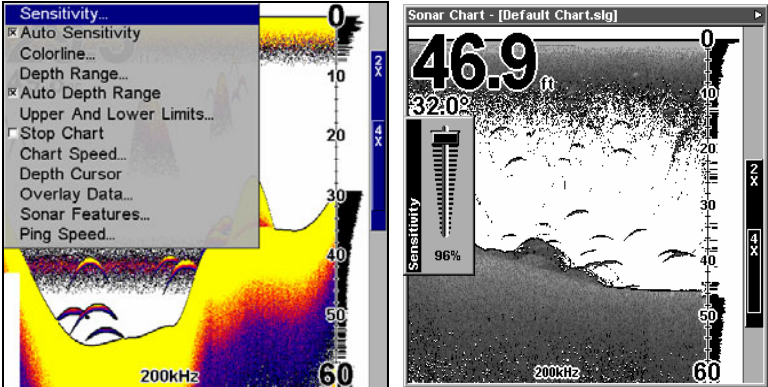 Sensitivity...
Auto Sensitivity
Colorline...
Depth Range...
Auto Depth Range
Upper And Lower Limits...
Stop Chart
Chart Speed...
Depth Cursor
Overlay Data...
Sonar Features...
Ping Speed...
0
10
20
30
40
50
60
2X
4X
200kHz
Sonar Chart - [Default Chart.slg]
46.9 ft
32.0°
Sensitivity
96%
0
10
20
30
40
50
60
2X
4X
200kHz